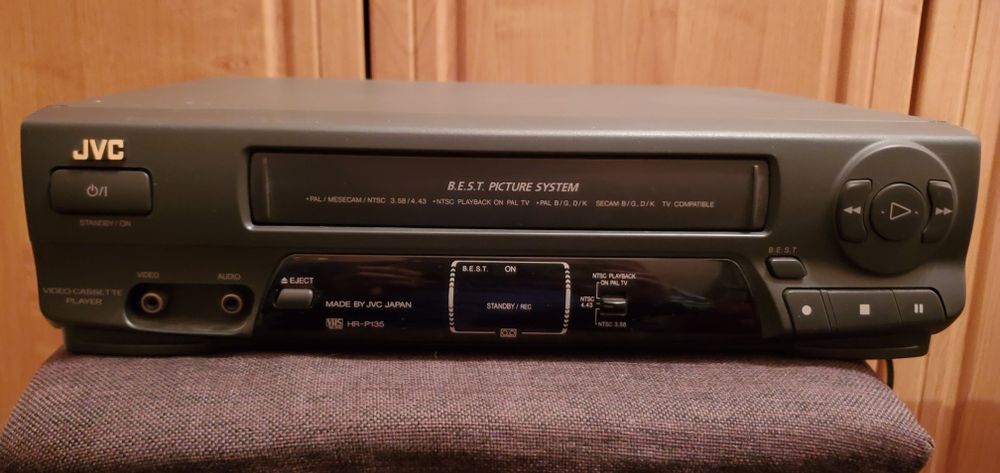 JVC
⏻/I
STANDBY / ON
B.E.S.T. PICTURE SYSTEM
•PAL / MESECAM / NTSC 3.58 / 4.43 •NTSC PLAYBACK ON PAL TV •PAL B/G, D/K SECAM B/G, D/K TV COMPATIBLE
VIDEO AUDIO
VIDEO CASSETTE
PLAYER
EJECT
MADE BY JVC JAPAN
VHS HR-P135
B.E.S.T. ON
STANDBY / REC
NTSC PLAYBACK
ON PAL TV
NTSC
4.43
NTSC 3.58
B.E.S.T.